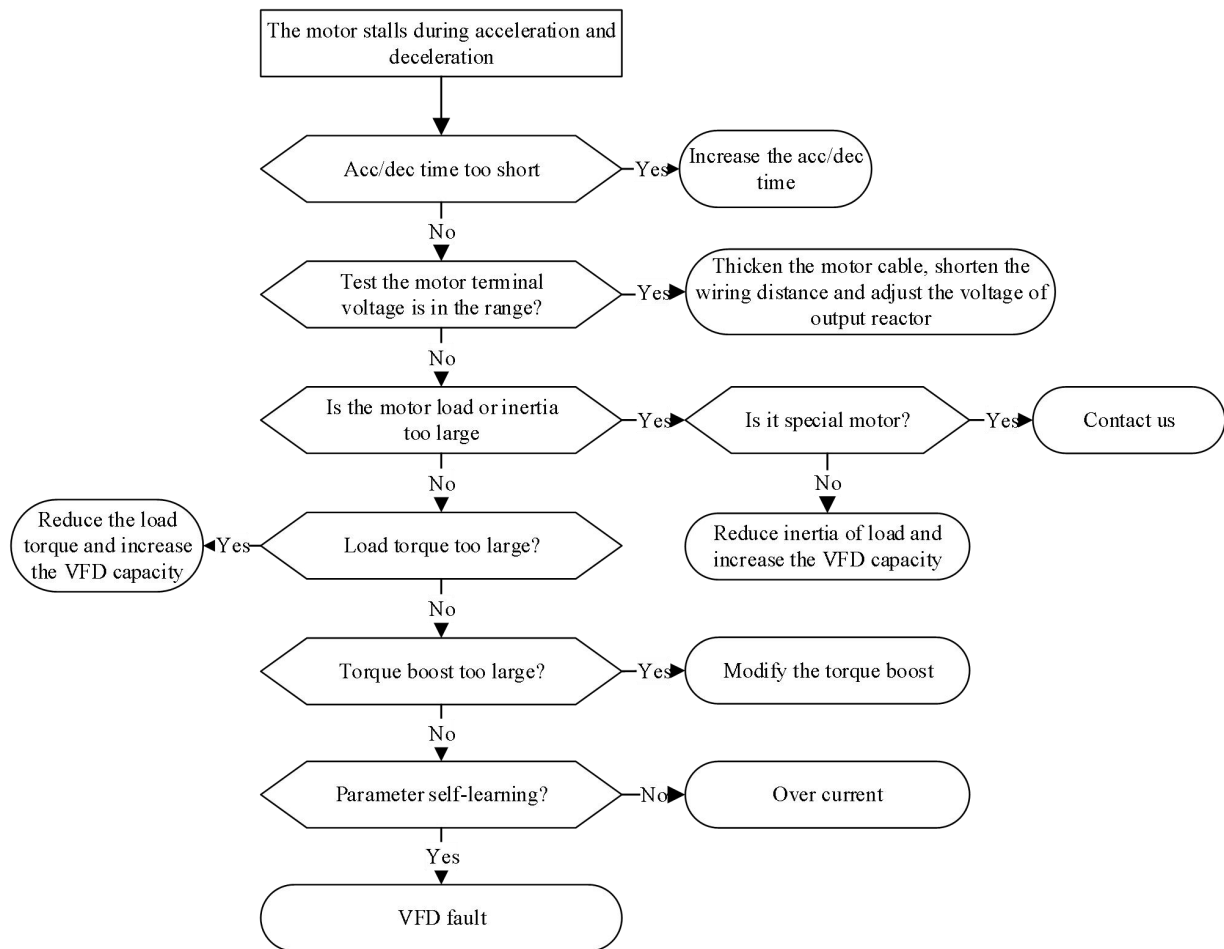 The motor stalls during acceleration and
deceleration
Acc/dec time too short
Yes
Increase the acc/dec
time
No
Test the motor terminal
voltage is in the range?
Yes
Thicken the motor cable, shorten the
wiring distance and adjust the voltage of
output reactor
No
Is the motor load or inertia
too large
Yes
Is it special motor?
Yes
Contact us
No
No
Reduce the load
torque and increase
the VFD capacity
Yes
Load torque too large?
Reduce inertia of load and
increase the VFD capacity
No
Torque boost too large?
Yes
Modify the torque boost
No
Parameter self-learning?
No
Over current
Yes
VFD fault